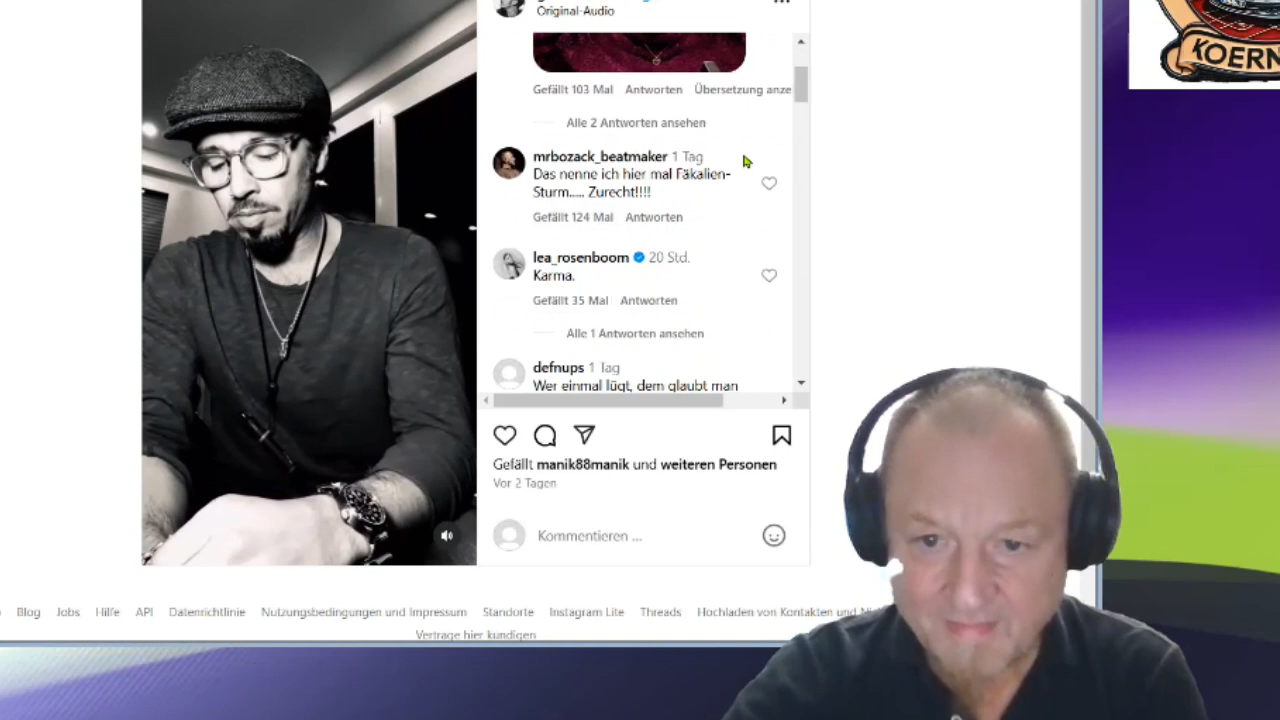 Original-Audio
Gefällt 103 Mal Antworten Übersetzung anze
Alle 2 Antworten ansehen
mrbozack_beatmaker 1 Tag
Das nenne ich hier mal Fäkalien-
Sturm..... Zurecht!!!!
Gefällt 124 Mal Antworten
lea_rosenboom 20 Std.
Karma.
Gefällt 35 Mal Antworten
Alle 1 Antworten ansehen
defnups 1 Tag
Wer einmal lügt, dem glaubt man
Gefällt manik88manik und weiteren Personen
Vor 2 Tagen
Kommentieren ...
Blog Jobs Hilfe API Datenrichtlinie Nutzungsbedingungen und Impressum Standorte Instagram Lite Threads Hochladen von Kontakten und
Verträge hier kündigen
KOERN